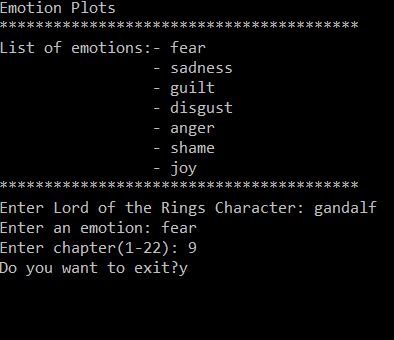 Emotion Plots
****************************************
List of emotions:- fear
- sadness
- guilt
- disgust
- anger
- shame
- joy
****************************************
Enter Lord of the Rings Character: gandalf
Enter an emotion: fear
Enter chapter(1-22): 9
Do you want to exit?y